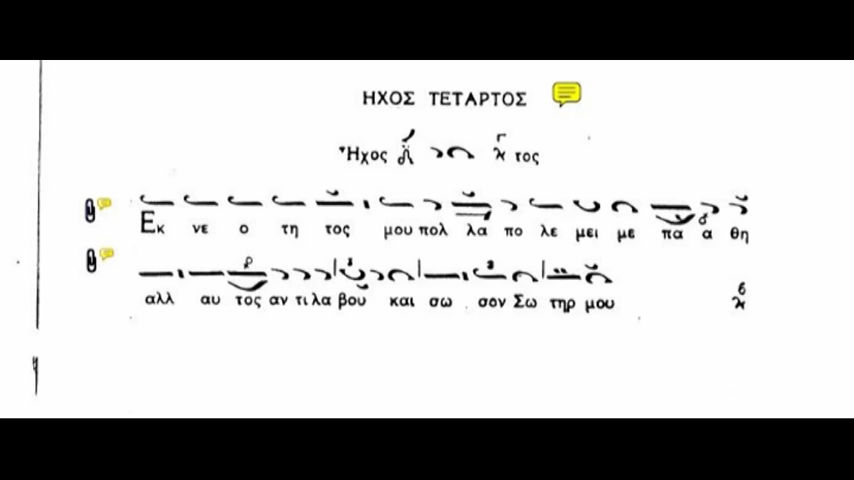 ΗΧΟΣ ΤΕΤΑΡΤΟΣ
Ἦχος τος
Εκ νε ο τη τος μου πολ λα πο λε μει με πα α θη
αλλ αυ τος αν τι λα βου και σω σον Σω τηρ μου